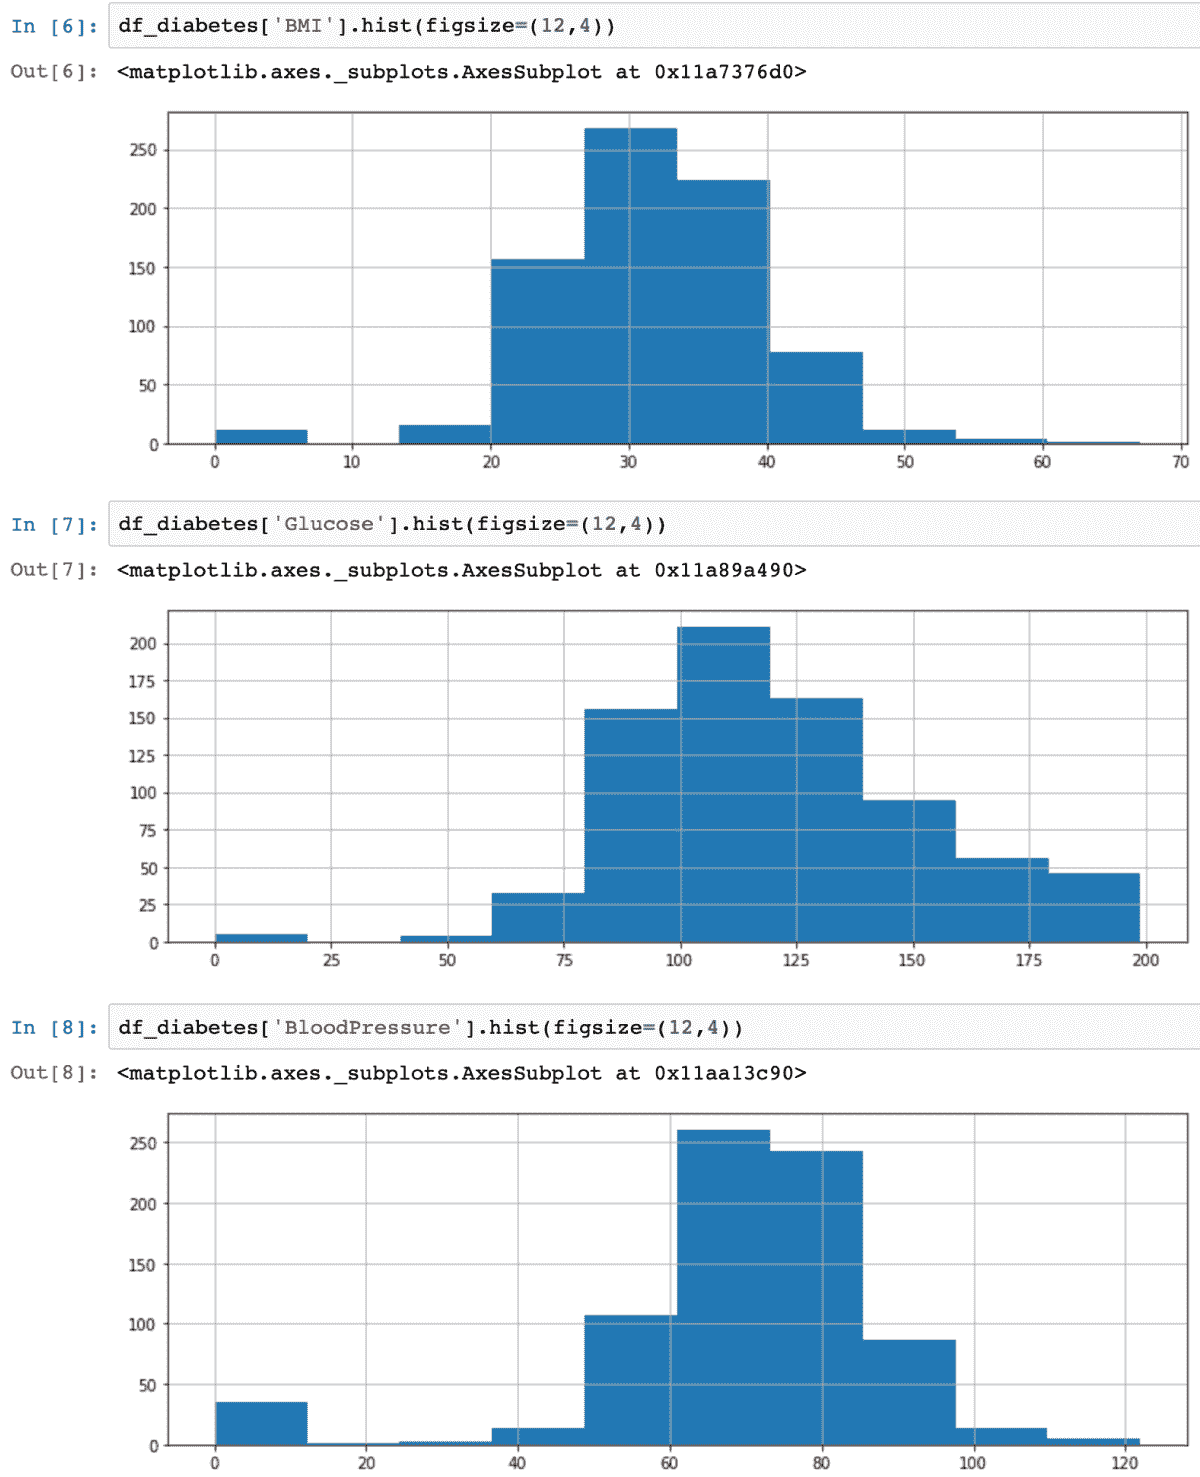 In [6]: df_diabetes['BMI'].hist(figsize=(12,4))
Out[6]: <matplotlib.axes._subplots.AxesSubplot at 0x11a7376d0>
250
200
150
100
50
0
0 10 20 30 40 50 60 70
In [7]: df_diabetes['Glucose'].hist(figsize=(12,4))
Out[7]: <matplotlib.axes._subplots.AxesSubplot at 0x11a89a490>
200
175
150
125
100
75
50
25
0
0 25 50 75 100 125 150 175 200
In [8]: df_diabetes['BloodPressure'].hist(figsize=(12,4))
Out[8]: <matplotlib.axes._subplots.AxesSubplot at 0x11aa13c90>
250
200
150
100
50
0
0 20 40 60 80 100 120